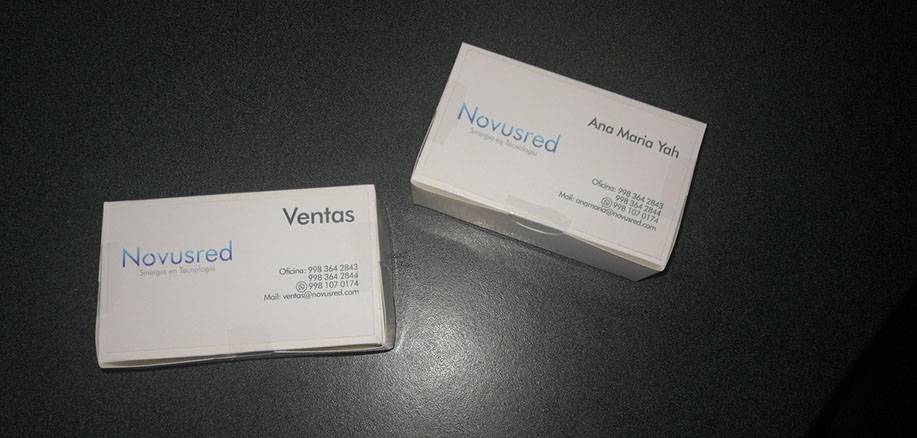 Ventas
Novusred
Sinergia en Tecnología
Oficina: 998 364 2843
998 364 2844
998 107 0174
Mail: ventas@novusred.com
Ana Maria Yah
Novusred
Sinergia en Tecnología
Oficina: 998 364 2843
998 364 2844
998 107 0174
Mail: anamaria@novusred.com